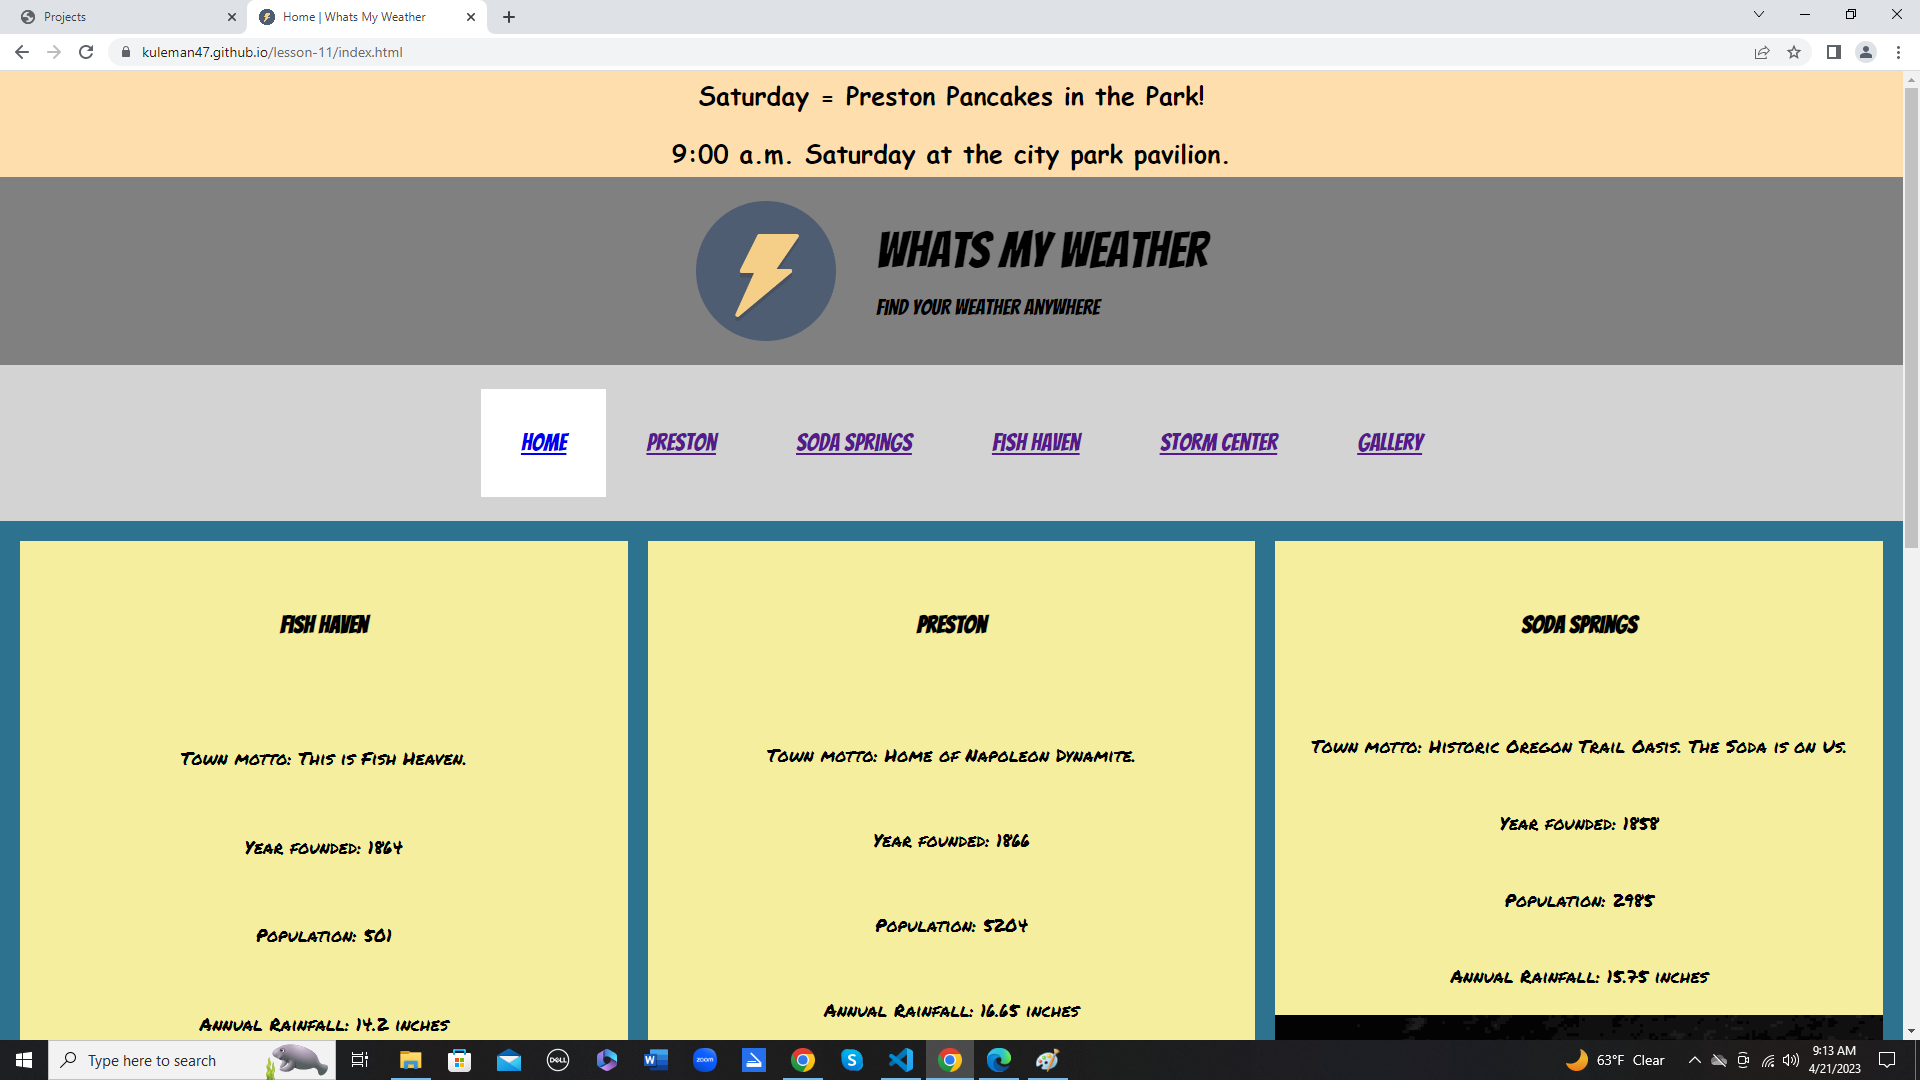 Projects
Home | Whats My Weather
kuleman47.github.io/lesson-11/index.html
Saturday = Preston Pancakes in the Park!
9:00 a.m. Saturday at the city park pavilion.
WHATS MY WEATHER
FIND YOUR WEATHER ANYWHERE
HOME PRESTON SODA SPRINGS FISH HAVEN STORM CENTER GALLERY
FISH HAVEN
Town motto: This is Fish Heaven.
Year founded: 1864
Population: 501
Annual Rainfall: 14.2 inches
PRESTON
Town motto: Home of Napoleon Dynamite.
Year founded: 1866
Population: 5204
Annual Rainfall: 16.65 inches
SODA SPRINGS
Town motto: Historic Oregon Trail Oasis. The Soda is on Us.
Year founded: 1858
Population: 2985
Annual Rainfall: 15.75 inches
Type here to search
DELL
zoom
63°F Clear
9:13 AM
4/21/2023